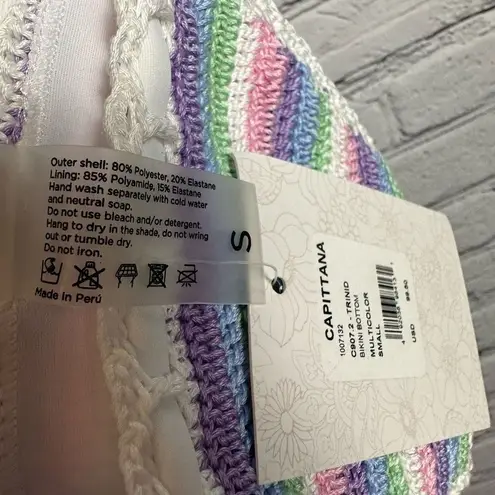 Outer shell: 80% Polyester, 20% Elastane
Lining: 85% Polyamide, 15% Elastane
Hand wash separately with cold water
and neutral soap.
Do not use bleach and/or detergent.
Hang to dry in the shade, do not wring
out or tumble dry.
Do not iron.
Made in Perú
S
CAPITTANA
1007132
C907.2 - TRINID
BIKINI BOTTOM
MULTICOLOR
SMALL
USD